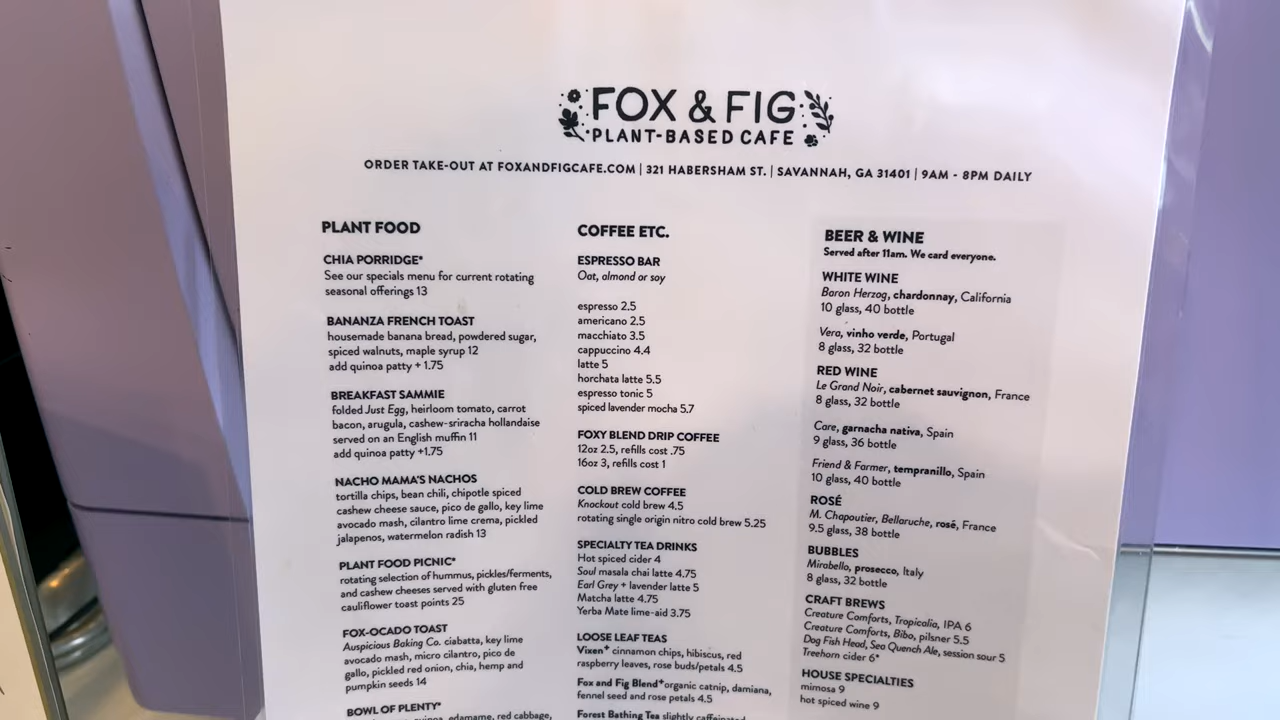 FOX & FIG
PLANT-BASED CAFE
ORDER TAKE-OUT AT FOXANDFIGCAFE.COM | 321 HABERSHAM ST. | SAVANNAH, GA 31401 | 9AM - 8PM DAILY
PLANT FOOD
CHIA PORRIDGE*
See our specials menu for current rotating
seasonal offerings 13
BANANZA FRENCH TOAST
housemade banana bread, powdered sugar,
spiced walnuts, maple syrup 12
add quinoa patty + 1.75
BREAKFAST SAMMIE
folded Just Egg, heirloom tomato, carrot
bacon, arugula, cashew-sriracha hollandaise
served on an English muffin 11
add quinoa patty +1.75
NACHO MAMA'S NACHOS
tortilla chips, bean chili, chipotle spiced
cashew cheese sauce, pico de gallo, key lime
avocado mash, cilantro lime crema, pickled
jalapenos, watermelon radish 13
PLANT FOOD PICNIC*
rotating selection of hummus, pickles/ferments,
and cashew cheeses served with gluten free
cauliflower toast points 25
FOX-OCADO TOAST
Auspicious Baking Co. ciabatta, key lime
avocado mash, micro cilantro, pico de
gallo, pickled red onion, chia, hemp and
pumpkin seeds 14
BOWL OF PLENTY*
quinoa, edamame, red cabbage,
COFFEE ETC.
ESPRESSO BAR
Oat, almond or soy
espresso 2.5
americano 2.5
macchiato 3.5
cappuccino 4.4
latte 5
horchata latte 5.5
espresso tonic 5
spiced lavender mocha 5.7
FOXY BLEND DRIP COFFEE
12oz 2.5, refills cost .75
16oz 3, refills cost 1
COLD BREW COFFEE
Knockout cold brew 4.5
rotating single origin nitro cold brew 5.25
SPECIALTY TEA DRINKS
Hot spiced cider 4
Soul masala chai latte 4.75
Earl Grey + lavender latte 5
Matcha latte 4.75
Yerba Mate lime-aid 3.75
LOOSE LEAF TEAS
Vixen+ cinnamon chips, hibiscus, red
raspberry leaves, rose buds/petals 4.5
Fox and Fig Blend+organic catnip, damiana,
fennel seed and rose petals 4.5
Forest Bathing Tea slightly caffeinated
BEER & WINE
Served after 11am. We card everyone.
WHITE WINE
Baron Herzog, chardonnay, California
10 glass, 40 bottle
Vera, vinho verde, Portugal
8 glass, 32 bottle
RED WINE
Le Grand Noir, cabernet sauvignon, France
8 glass, 32 bottle
Care, garnacha nativa, Spain
9 glass, 36 bottle
Friend & Farmer, tempranillo, Spain
10 glass, 40 bottle
ROSÉ
M. Chapoutier, Bellaruche, rosé, France
9.5 glass, 38 bottle
BUBBLES
Mirabello, prosecco, Italy
8 glass, 32 bottle
CRAFT BREWS
Creature Comforts, Tropicalia, IPA 6
Creature Comforts, Bibo, pilsner 5.5
Dog Fish Head, Sea Quench Ale, session sour 5
Treehorn cider 6*
HOUSE SPECIALTIES
mimosa 9
hot spiced wine 9